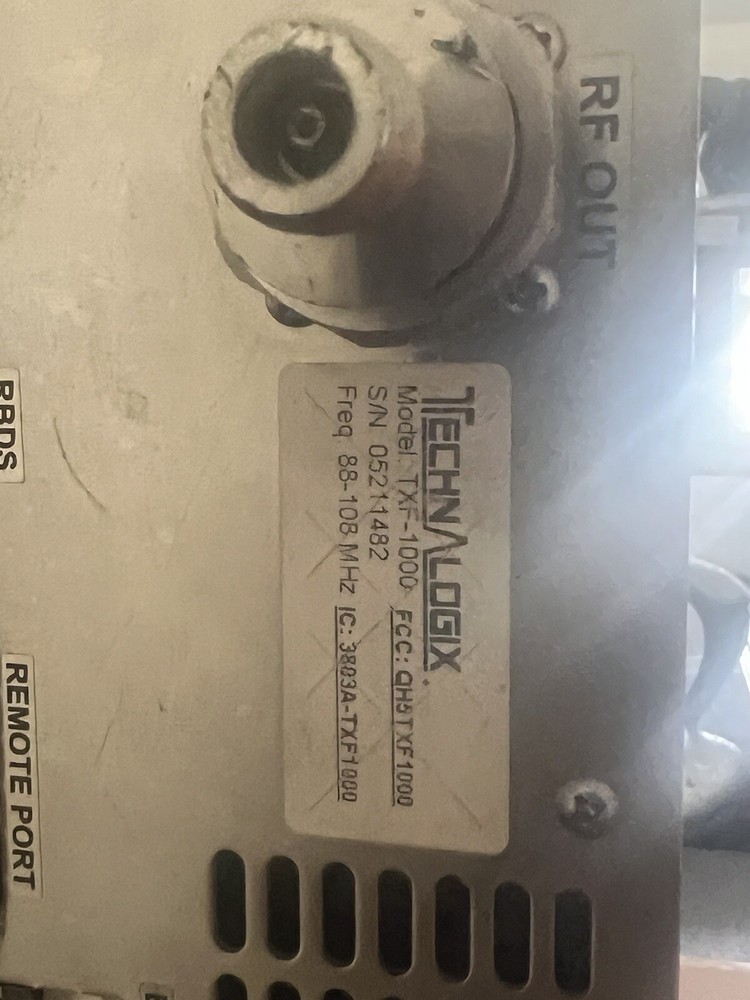 RF OUT
TECHNALOGIX
Model: TXF-1000 FCC: QH5TXF1000
S/N 05211482
Freq 88-108 MHz IC: 3803A-TXF1000
RBDS
REMOTE PORT